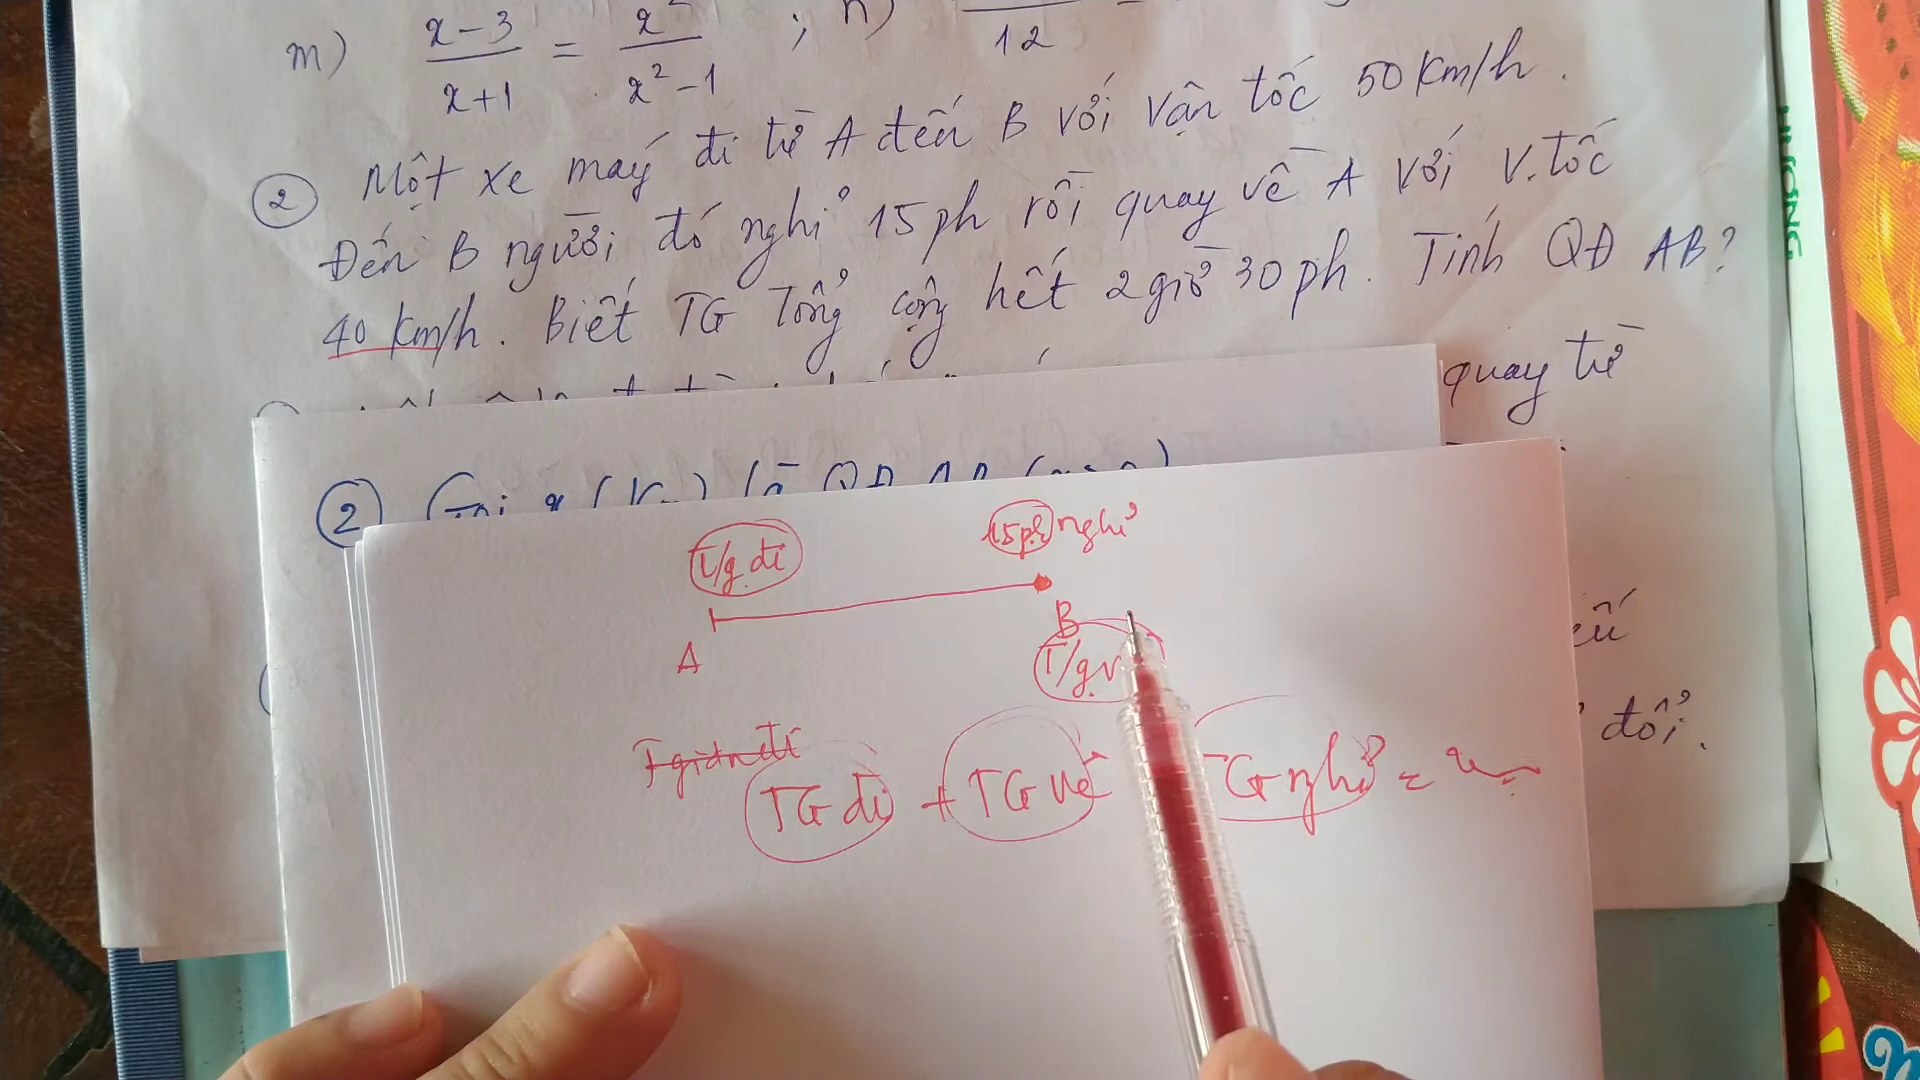 m) x-3 / x+1 = x² / x²-1 ; n) 12
② Một xe máy đi từ A đến B với vận tốc 50 km/h.
Đến B người đó nghỉ 15 ph rồi quay về A với v.tốc
40 km/h. Biết TG Tổng cộng hết 2 giờ 30 ph. Tính QĐ AB?
quay từ
②
T/g đi 15ph nghỉ
A B
T/g v
đổi.
TG đi + TG về TG nghỉ =